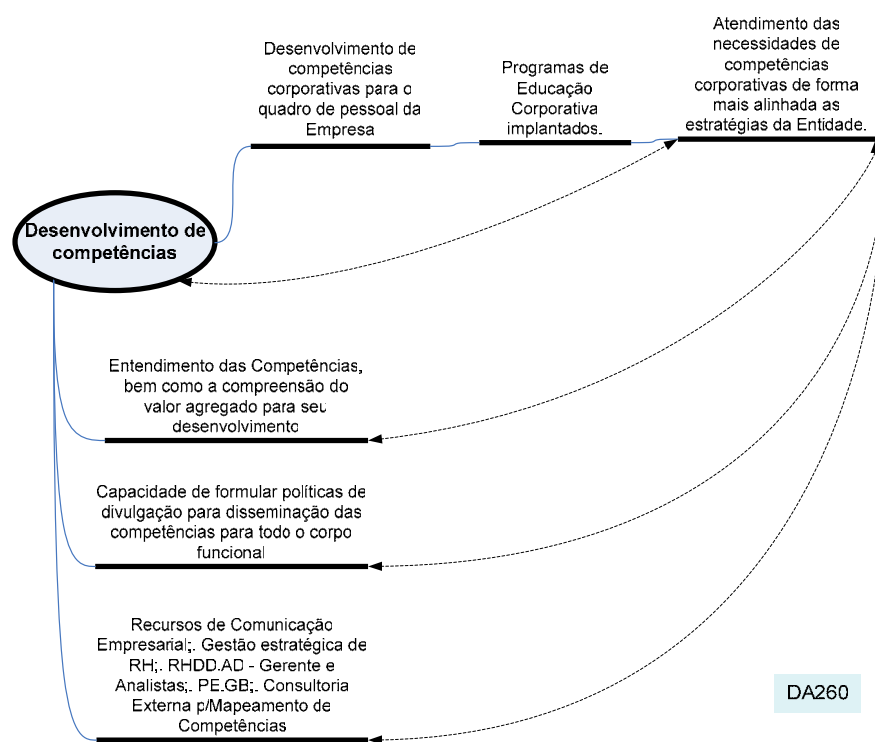 Desenvolvimento de
competências
corporativas para o
quadro de pessoal da
Empresa
Programas de
Educação
Corporativa
implantados.
Atendimento das
necessidades de
competências
corporativas de forma
mais alinhada as
estratégias da Entidade.
Desenvolvimento de
competências
Entendimento das Competências,
bem como a compreensão do
valor agregado para seu
desenvolvimento
Capacidade de formular políticas de
divulgação para disseminação das
competências para todo o corpo
funcional
Recursos de Comunicação
Empresarial;. Gestão estratégica de
RH;. RHDD.AD - Gerente e
Analistas;. PE.GB;. Consultoria
Externa p/Mapeamento de
Competências
DA260